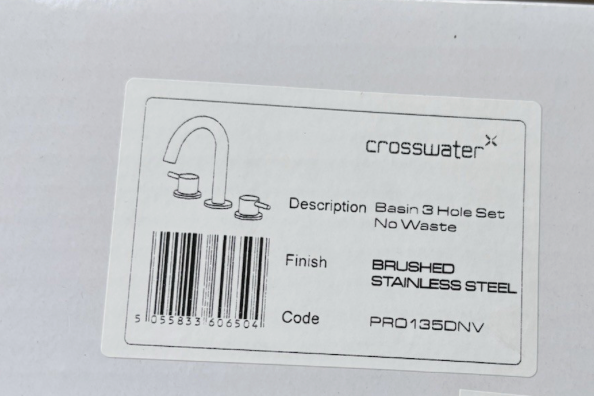 crosswater
Description Basin 3 Hole Set
No Waste
Finish BRUSHED
STAINLESS STEEL
Code PRO135DNV
5 055833 606504